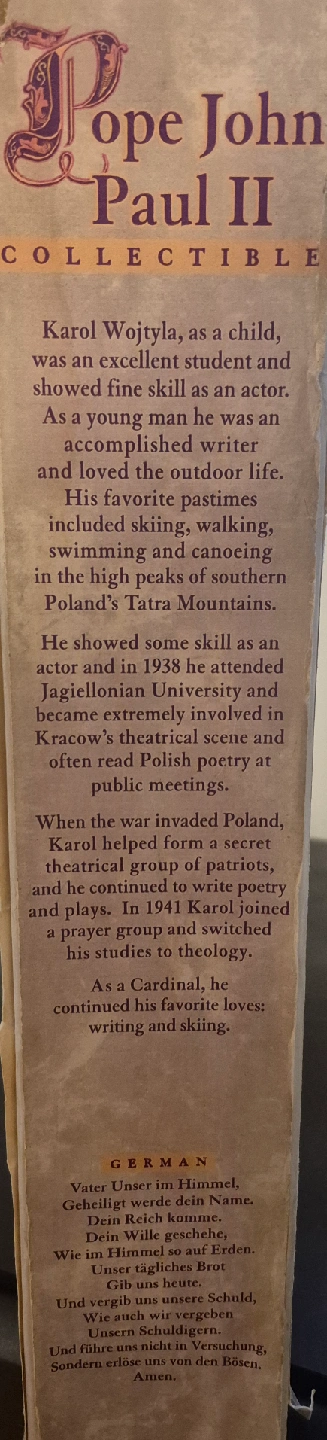 Pope John
Paul II
COLLECTIBLE
Karol Wojtyla, as a child,
was an excellent student and
showed fine skill as an actor.
As a young man he was an
accomplished writer
and loved the outdoor life.
His favorite pastimes
included skiing, walking,
swimming and canoeing
in the high peaks of southern
Poland's Tatra Mountains.
He showed some skill as an
actor and in 1938 he attended
Jagiellonian University and
became extremely involved in
Kracow's theatrical scene and
often read Polish poetry at
public meetings.
When the war invaded Poland,
Karol helped form a secret
theatrical group of patriots,
and he continued to write poetry
and plays. In 1941 Karol joined
a prayer group and switched
his studies to theology.
As a Cardinal, he
continued his favorite loves:
writing and skiing.
GERMAN
Vater Unser im Himmel,
Geheiligt werde dein Name.
Dein Reich komme.
Dein Wille geschehe,
Wie im Himmel so auf Erden.
Unser tägliches Brot
Gib uns heute.
Und vergib uns unsere Schuld,
Wie auch wir vergeben
Unsern Schuldigern.
Und führe uns nicht in Versuchung,
Sondern erlöse uns von den Bösen.
Amen.